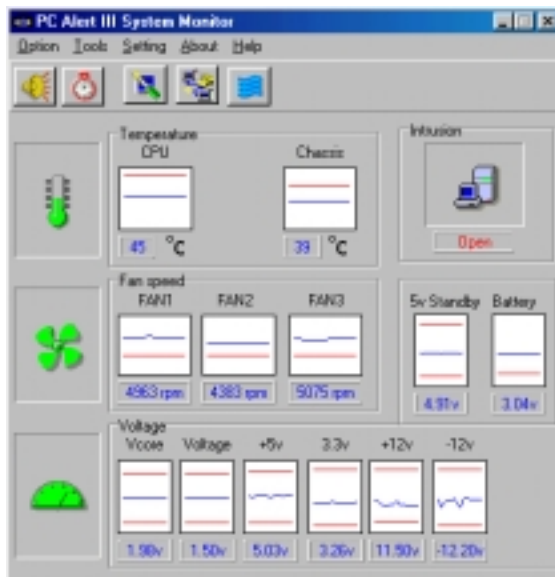 PC Alert III System Monitor
Option Tools Setting About Help
Temperature
CPU
Chassis
45 °C
39 °C
Intrusion
Open
Fan speed
FAN1 FAN2 FAN3
4963 rpm 4383 rpm 5075 rpm
5v Standby Battery
4.91v 3.04v
Voltage
Vcore Voltage +5v 3.3v +12v -12v
1.98v 1.50v 5.03v 3.26v 11.50v -12.20v